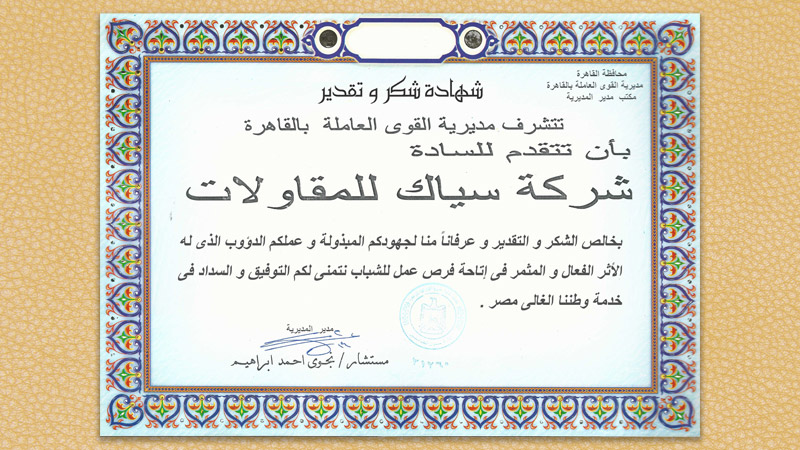 محافظة القاهرة
مديرية القوى العاملة بالقاهرة
مكتب مدير المديرية
شهادة شكر و تقدير
تتشرف مديرية القوى العاملة بالقاهرة
بأن تتقدم للسادة
شركة سياك للمقاولات
بخالص الشكر و التقدير و عرفاناً منا لجهودكم المبذولة و عملكم الدؤوب الذى له
الأثر الفعال و المثمر فى إتاحة فرص عمل للشباب نتمنى لكم التوفيق و السداد فى
خدمة وطننا الغالى مصر .
مدير المديرية
مستشار/ نجوى احمد ابراهيم